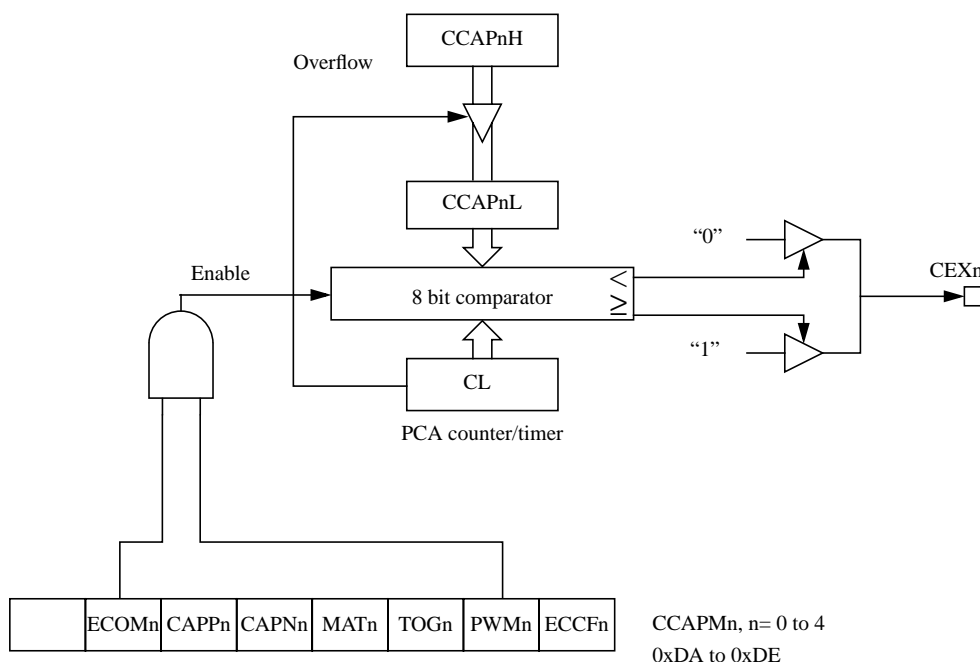 CCAPnH
Overflow
CCAPnL
“0”
CEXn
Enable
<
8 bit comparator
≥
“1”
CL
PCA counter/timer
ECOMn CAPPn CAPNn MATn TOGn PWMn ECCFn
CCAPMn, n= 0 to 4
0xDA to 0xDE